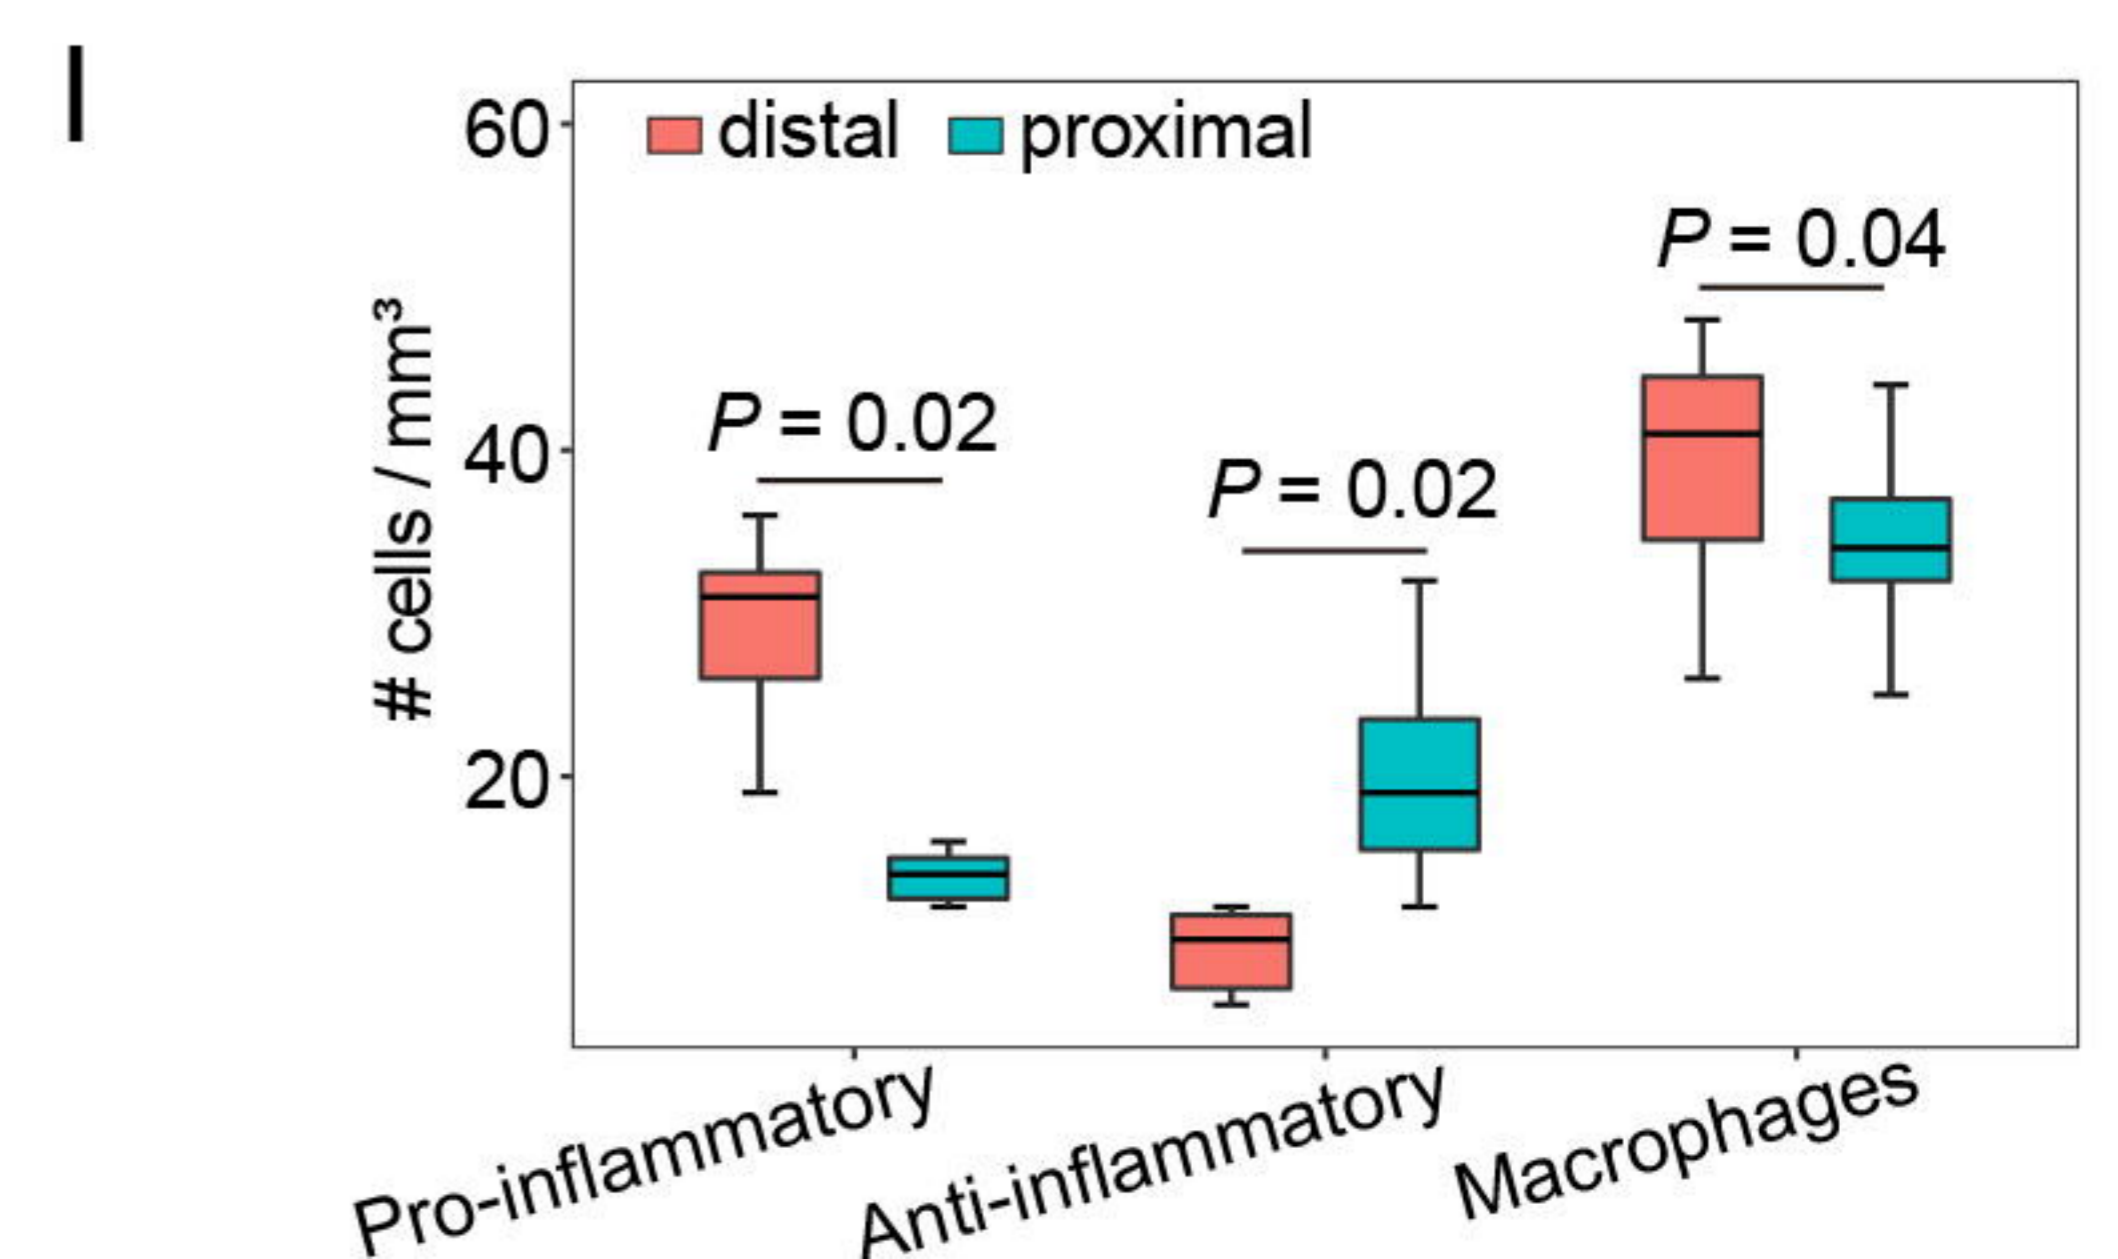 I
60
distal proximal
P = 0.04
P = 0.02
40
P = 0.02
# cells / mm³
20
Pro-inflammatory
Anti-inflammatory
Macrophages